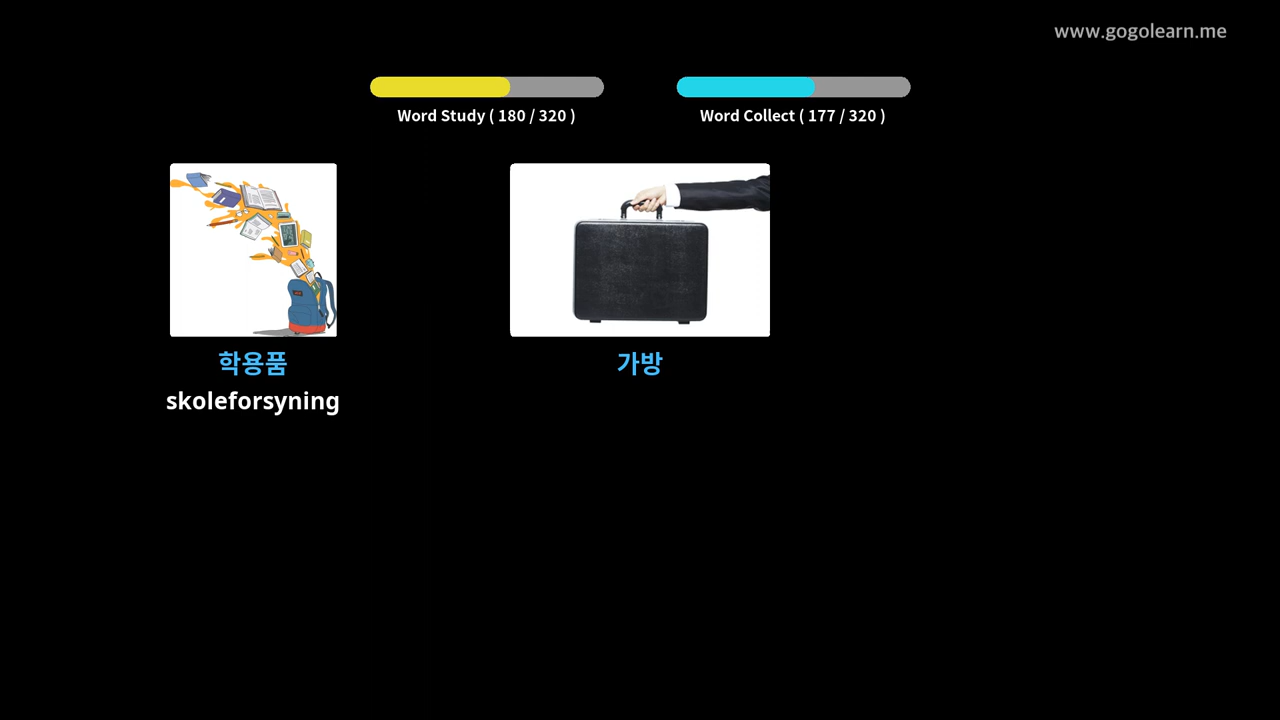 www.gogolearn.me
Word Study ( 180 / 320 )
Word Collect ( 177 / 320 )
학용품
가방
skoleforsyning